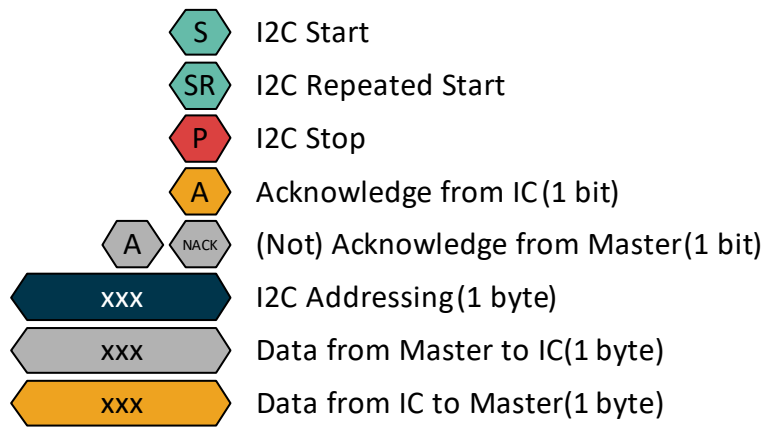 S I2C Start
SR I2C Repeated Start
P I2C Stop
A Acknowledge from IC (1 bit)
A NACK (Not) Acknowledge from Master(1 bit)
xxx I2C Addressing (1 byte)
xxx Data from Master to IC(1 byte)
xxx Data from IC to Master(1 byte)